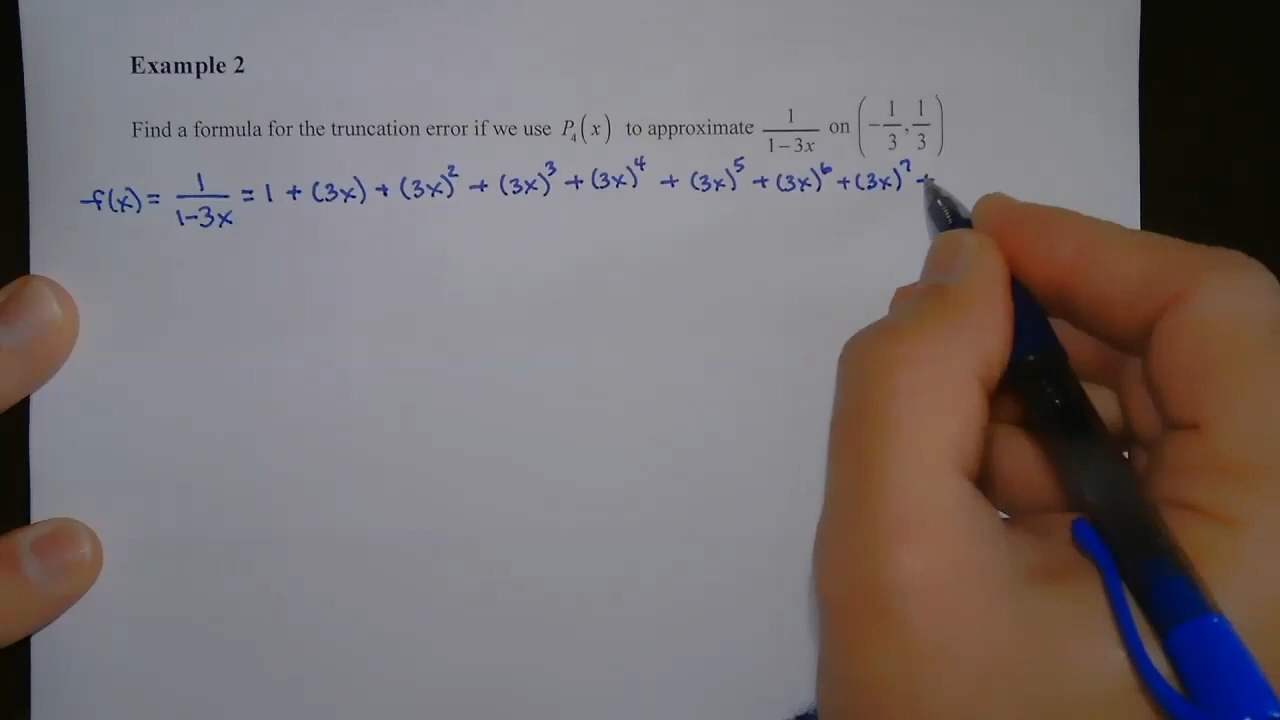 Example 2
Find a formula for the truncation error if we use P₄(x) to approximate 1/(1−3x) on (−1/3, 1/3)
f(x) = 1/(1-3x) = 1 + (3x) + (3x)² + (3x)³ + (3x)⁴ + (3x)⁵ + (3x)⁶ + (3x)⁷ +